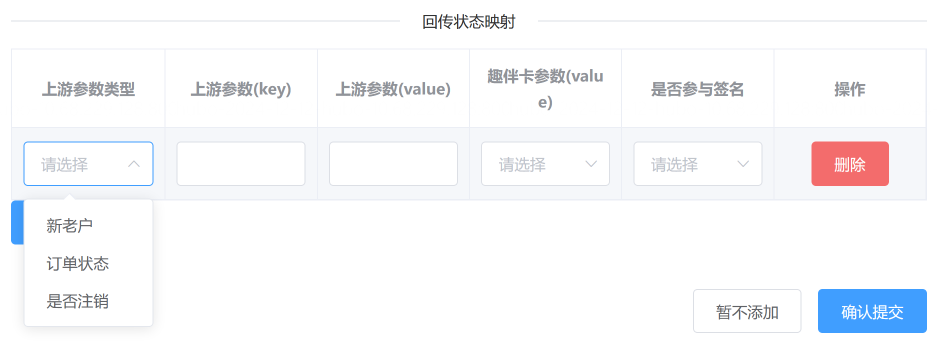 回传状态映射
上游参数类型
上游参数(key)
上游参数(value)
趣伴卡参数(valu
e)
是否参与签名
操作
请选择
请选择
请选择
删除
新老户
订单状态
是否注销
暂不添加
确认提交